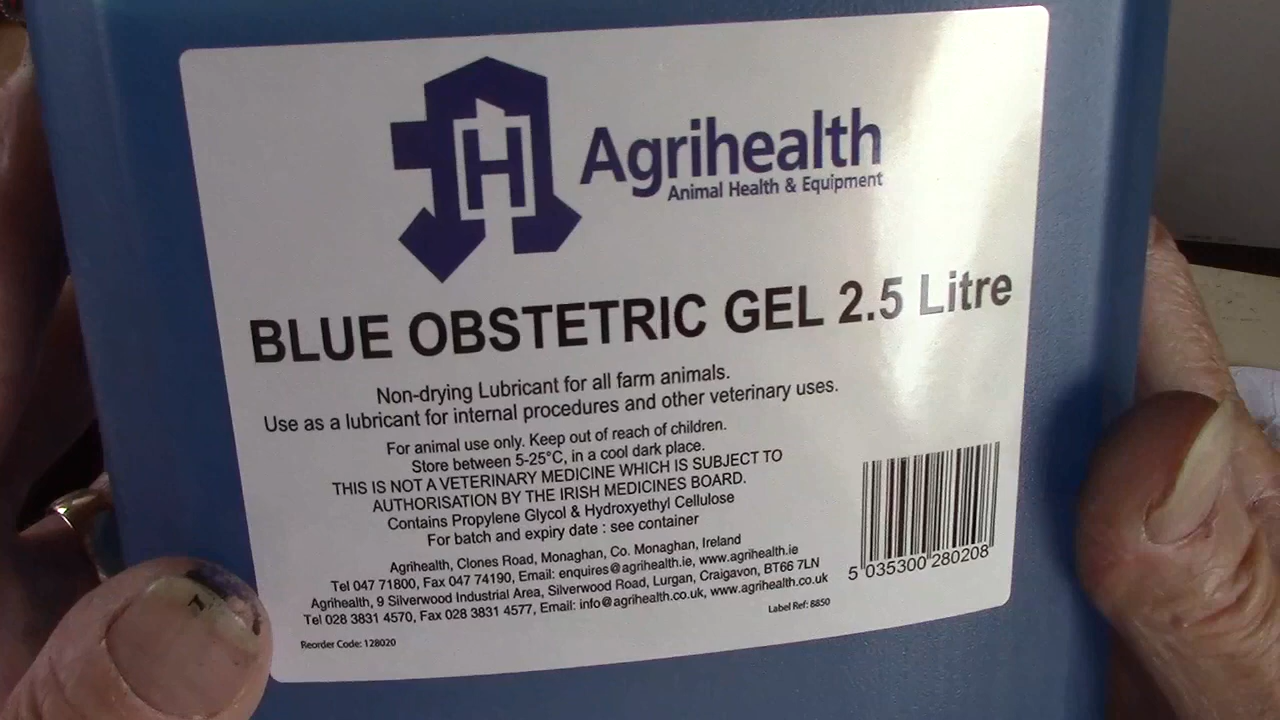 H
Agrihealth
Animal Health & Equipment
BLUE OBSTETRIC GEL 2.5 Litre
Non-drying Lubricant for all farm animals.
Use as a lubricant for internal procedures and other veterinary uses.
For animal use only. Keep out of reach of children.
Store between 5-25°C, in a cool dark place.
THIS IS NOT A VETERINARY MEDICINE WHICH IS SUBJECT TO
AUTHORISATION BY THE IRISH MEDICINES BOARD.
Contains Propylene Glycol & Hydroxyethyl Cellulose
For batch and expiry date : see container
Agrihealth, Clones Road, Monaghan, Co. Monaghan, Ireland
Tel 047 71800, Fax 047 74190, Email: enquires@agrihealth.ie, www.agrihealth.ie
Agrihealth, 9 Silverwood Industrial Area, Silverwood Road, Lurgan, Craigavon, BT66 7LN
Tel 028 3831 4570, Fax 028 3831 4577, Email: info@agrihealth.co.uk, www.agrihealth.co.uk
Reorder Code: 128020
Label Ref: 8850
5 035300 280208